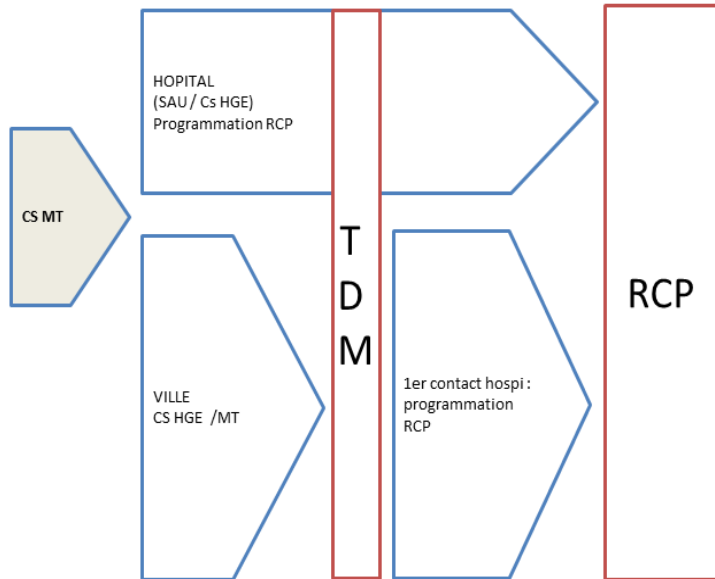 CS MT
HOPITAL
(SAU / Cs HGE)
Programmation RCP
VILLE
CS HGE /MT
T
D
M
1er contact hospi :
programmation
RCP
RCP